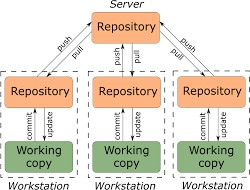 Server
Repository
push
pull
push
pull
push
pull
Repository
Repository
Repository
commit
update
commit
update
commit
update
Working
copy
Working
copy
Working
copy
Workstation
Workstation
Workstation